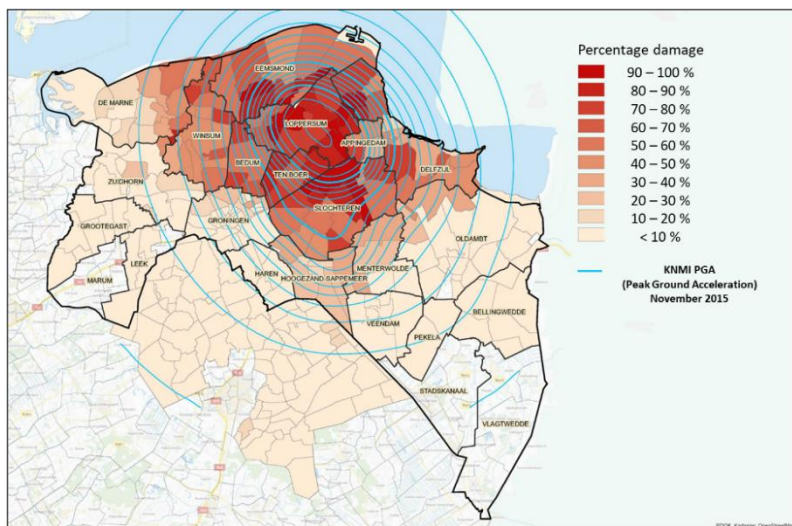 EEMSMOND
DE MARNE
LOPPERSUM
WINSUM
APPINGEDAM
BEDUM
DELFZIJL
TEN BOER
ZUIDHORN
SLOCHTEREN
GROOTEGAST
GRONINGEN
OLDAMBT
LEEK
HAREN
MENTERWOLDE
HOOGEZAND-SAPPEMEER
MARUM
BELLINGWEDDE
VEENDAM
PEKELA
STADSKANAAL
VLAGTWEDDE
Percentage damage
90 – 100 %
80 – 90 %
70 – 80 %
60 – 70 %
50 – 60 %
40 – 50 %
30 – 40 %
20 – 30 %
10 – 20 %
< 10 %
KNMI PGA
(Peak Ground Acceleration)
November 2015